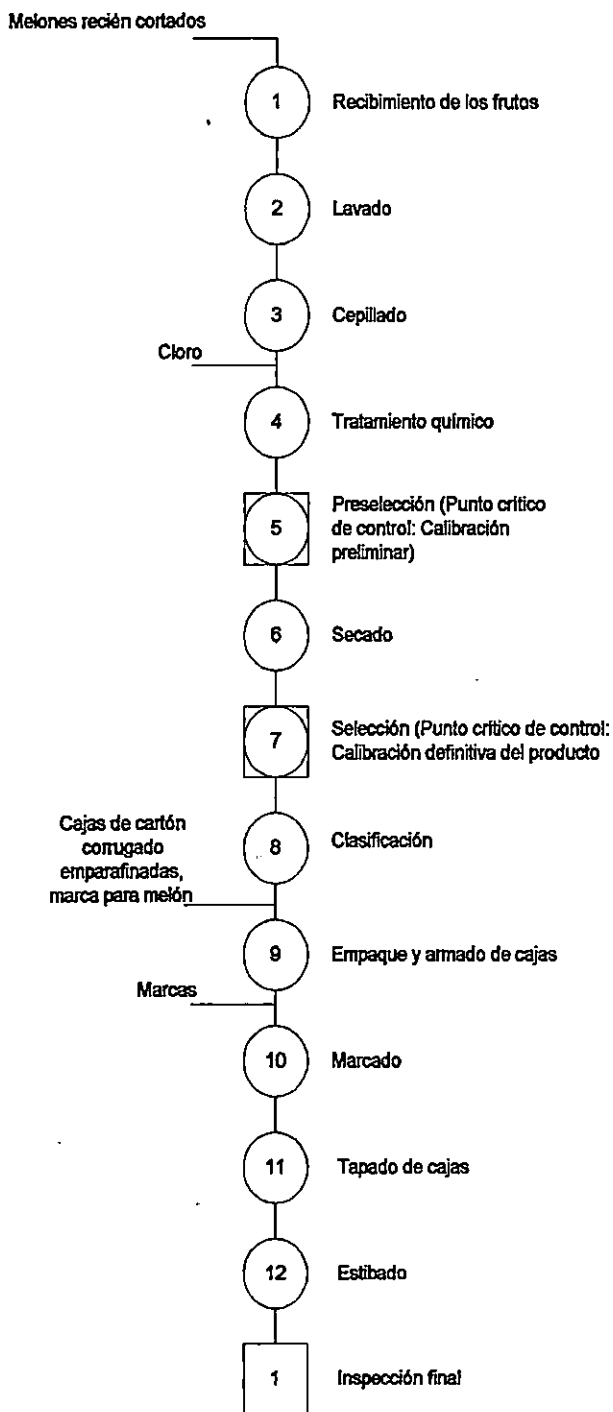 Melones recién cortados
1 Recibimiento de los frutos
2 Lavado
3 Cepillado
Cloro
4 Tratamiento químico
5 Preselección (Punto crítico
de control: Calibración
preliminar)
6 Secado
7 Selección (Punto crítico de control:
Calibración definitiva del producto
8 Clasificación
Cajas de cartón
corrugado
emparafinadas,
marca para melón
9 Empaque y armado de cajas
Marcas
10 Marcado
11 Tapado de cajas
12 Estibado
1 Inspección final